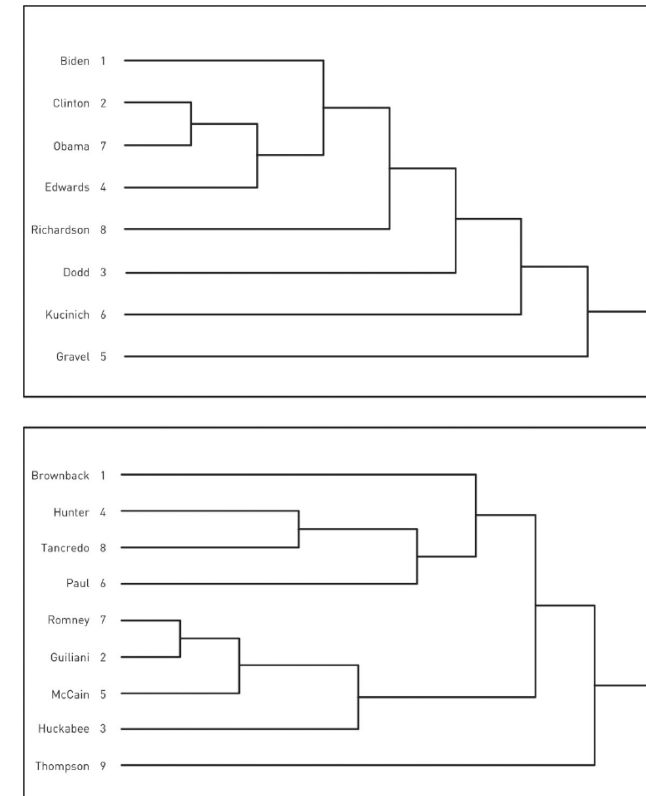 Biden 1
Clinton 2
Obama 7
Edwards 4
Richardson 8
Dodd 3
Kucinich 6
Gravel 5
Brownback 1
Hunter 4
Tancredo 8
Paul 6
Romney 7
Guiliani 2
McCain 5
Huckabee 3
Thompson 9